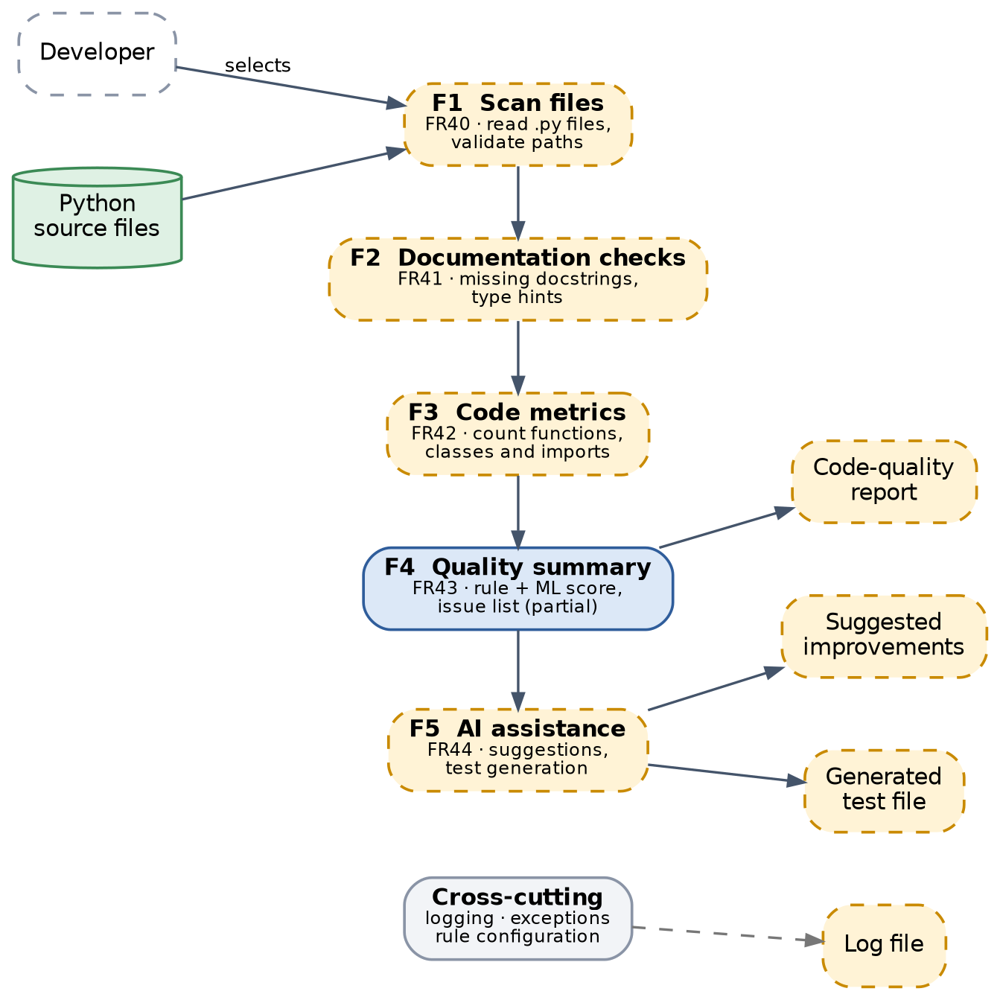 Developer
selects
F1  Scan files
FR40 · read .py files,
validate paths
Python
source files
F2  Documentation checks
FR41 · missing docstrings,
type hints
F3  Code metrics
FR42 · count functions,
classes and imports
Code-quality
report
F4  Quality summary
FR43 · rule + ML score,
issue list (partial)
Suggested
improvements
F5  AI assistance
FR44 · suggestions,
test generation
Generated
test file
Cross-cutting
logging · exceptions
rule configuration
Log file